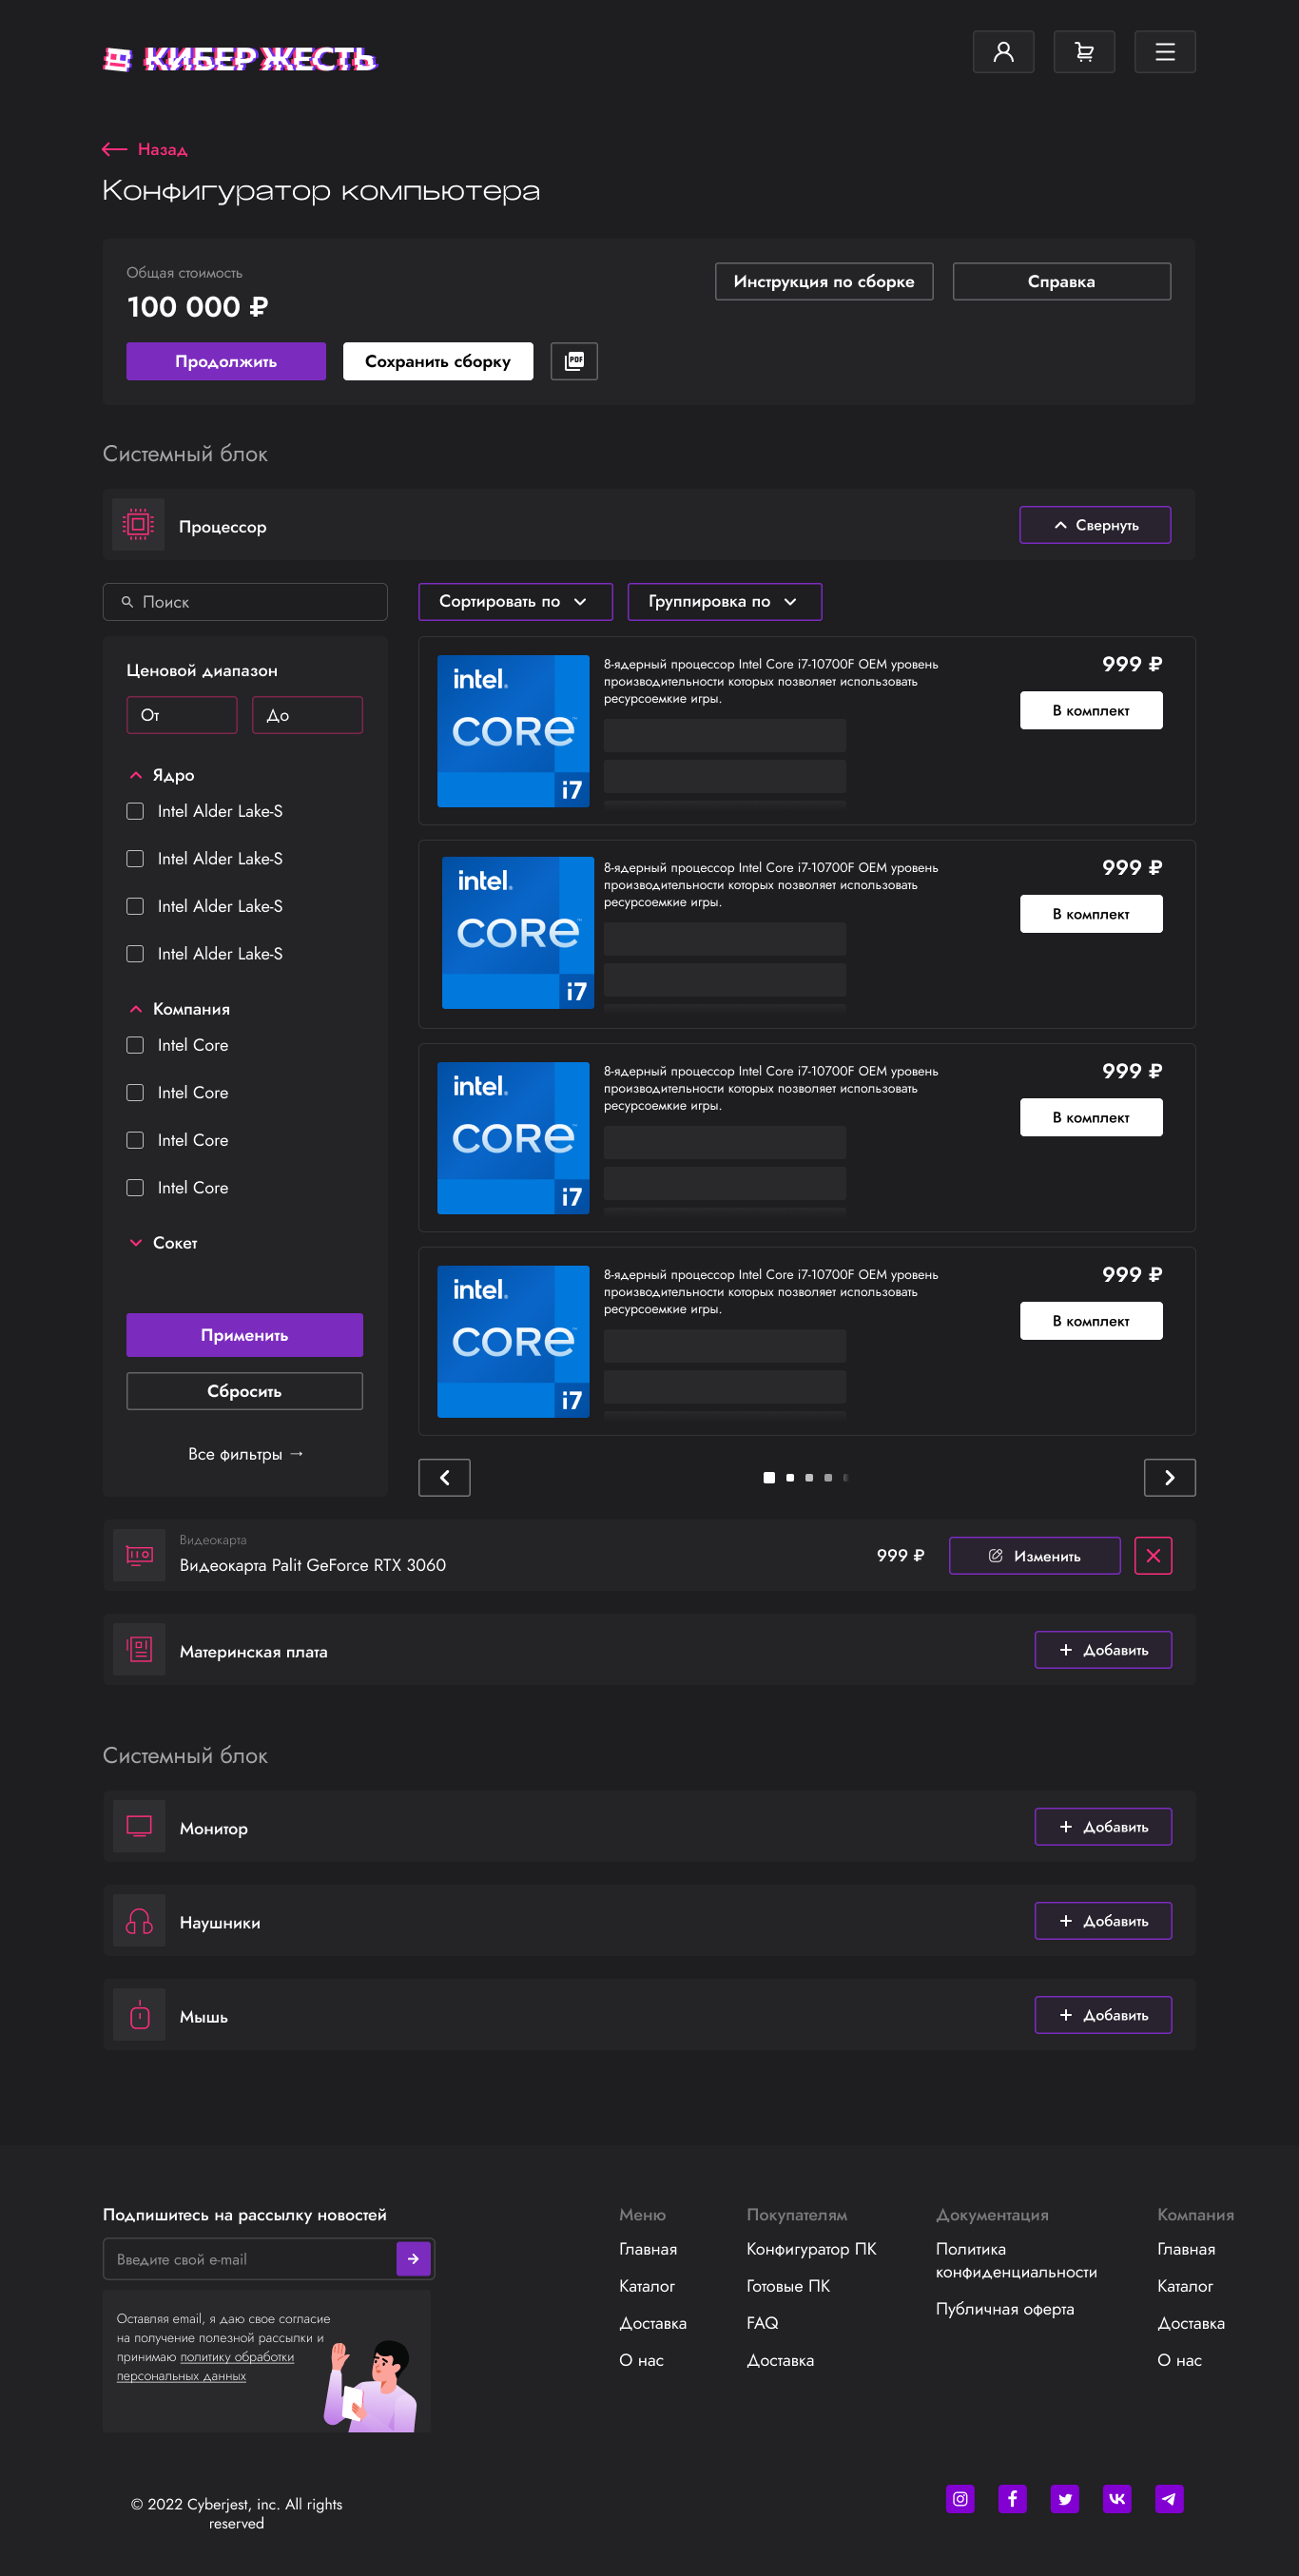 КИБЕР ЖЕСТЬ
Назад
Конфигуратор компьютера
Общая стоимость
100 000 ₽
Инструкция по сборке
Справка
Продолжить
Сохранить сборку
PDF
Системный блок
Процессор
Свернуть
Поиск
Сортировать по
Группировка по
Ценовой диапазон
От
До
Ядро
Intel Alder Lake-S
Intel Alder Lake-S
Intel Alder Lake-S
Intel Alder Lake-S
Компания
Intel Core
Intel Core
Intel Core
Intel Core
Сокет
Применить
Сбросить
Все фильтры →
intel.
CORE™
i7
8-ядерный процессор Intel Core i7-10700F OEM уровень
производительности которых позволяет использовать
ресурсоемкие игры.
999 ₽
В комплект
intel.
CORE™
i7
8-ядерный процессор Intel Core i7-10700F OEM уровень
производительности которых позволяет использовать
ресурсоемкие игры.
999 ₽
В комплект
intel.
CORE™
i7
8-ядерный процессор Intel Core i7-10700F OEM уровень
производительности которых позволяет использовать
ресурсоемкие игры.
999 ₽
В комплект
intel.
CORE™
i7
8-ядерный процессор Intel Core i7-10700F OEM уровень
производительности которых позволяет использовать
ресурсоемкие игры.
999 ₽
В комплект
Видеокарта
Видеокарта Palit GeForce RTX 3060
999 ₽
Изменить
Материнская плата
Добавить
Системный блок
Монитор
Добавить
Наушники
Добавить
Мышь
Добавить
Подпишитесь на рассылку новостей
Введите свой e-mail
Оставляя email, я даю свое согласие
на получение полезной рассылки и
принимаю политику обработки
персональных данных
Меню
Главная
Каталог
Доставка
О нас
Покупателям
Конфигуратор ПК
Готовые ПК
FAQ
Доставка
Документация
Политика
конфиденциальности
Публичная оферта
Компания
Главная
Каталог
Доставка
О нас
© 2022 Cyberjest, inc. All rights
reserved